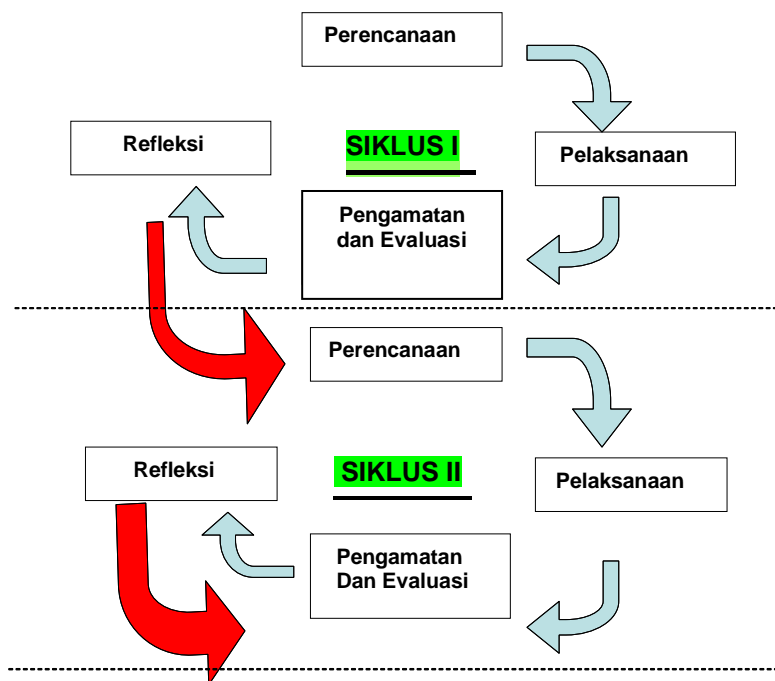 Perencanaan
Refleksi
SIKLUS I
Pelaksanaan
Pengamatan
dan Evaluasi
Perencanaan
Refleksi
SIKLUS II
Pelaksanaan
Pengamatan
Dan Evaluasi